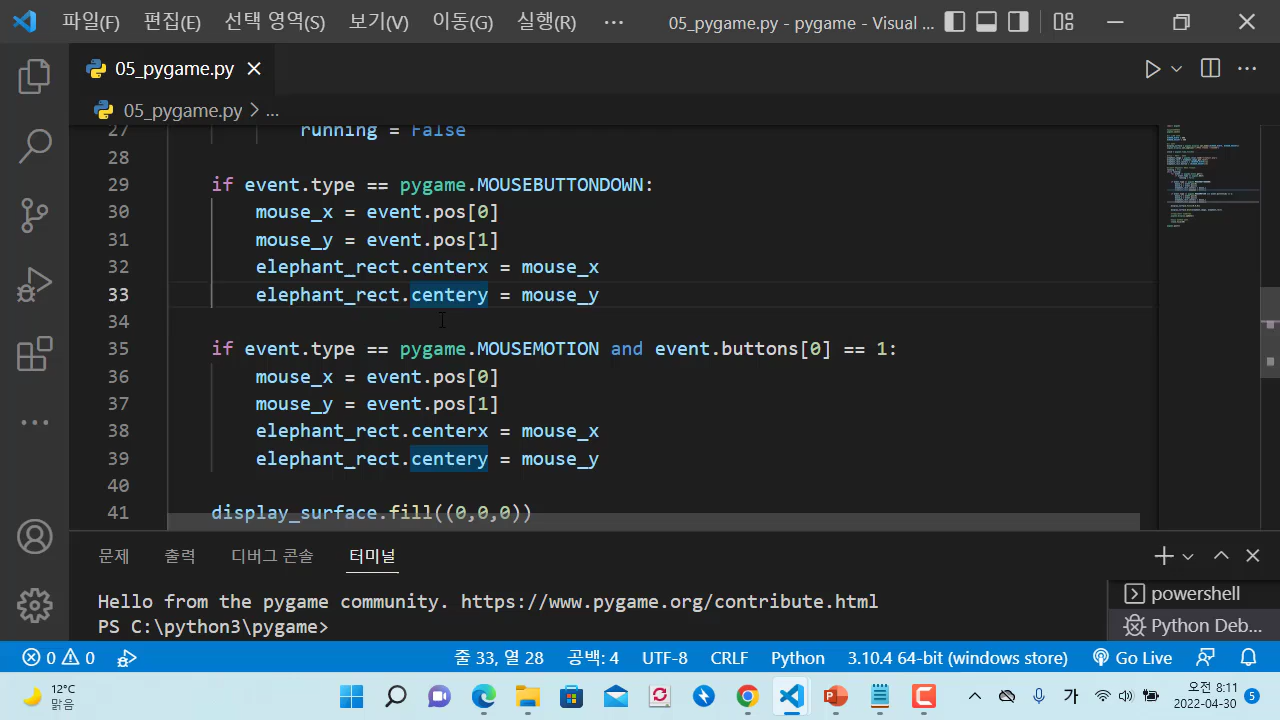 파일(F) 편집(E) 선택 영역(S) 보기(V) 이동(G) 실행(R) ··· 05_pygame.py - pygame - Visual ...
05_pygame.py
05_pygame.py > ...
27 running = False
28
29 if event.type == pygame.MOUSEBUTTONDOWN:
30 mouse_x = event.pos[0]
31 mouse_y = event.pos[1]
32 elephant_rect.centerx = mouse_x
33 elephant_rect.centery = mouse_y
34
35 if event.type == pygame.MOUSEMOTION and event.buttons[0] == 1:
36 mouse_x = event.pos[0]
37 mouse_y = event.pos[1]
38 elephant_rect.centerx = mouse_x
39 elephant_rect.centery = mouse_y
40
41 display_surface.fill((0,0,0))
문제 출력 디버그 콘솔 터미널
Hello from the pygame community. https://www.pygame.org/contribute.html
PS C:\python3\pygame>
powershell
Python Deb...
0 0 줄 33, 열 28 공백: 4 UTF-8 CRLF Python 3.10.4 64-bit (windows store) Go Live
12°C
맑음
가
오전 8:11
2022-04-30
5